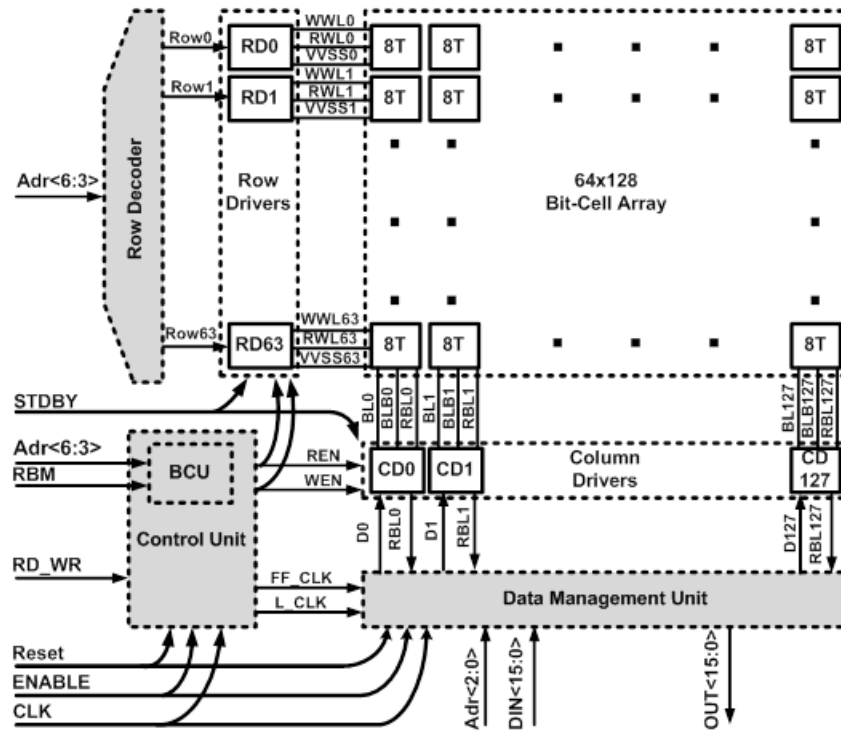 Row0
RD0
WWL0
RWL0
VVSS0
8T
8T
8T
Row1
RD1
WWL1
RWL1
VVSS1
8T
8T
8T
Adr<6:3>
Row Decoder
Row
Drivers
64x128
Bit-Cell Array
Row63
RD63
WWL63
RWL63
VVSS63
8T
8T
8T
STDBY
BL0
BLB0
RBL0
BL1
BLB1
RBL1
BL127
BLB127
RBL127
Adr<6:3>
RBM
BCU
Control Unit
REN
WEN
CD0
CD1
Column
Drivers
CD
127
D0
RBL0
D1
RBL1
D127
RBL127
RD_WR
FF_CLK
L_CLK
Data Management Unit
Reset
ENABLE
CLK
Adr<2:0>
DIN<15:0>
OUT<15:0>